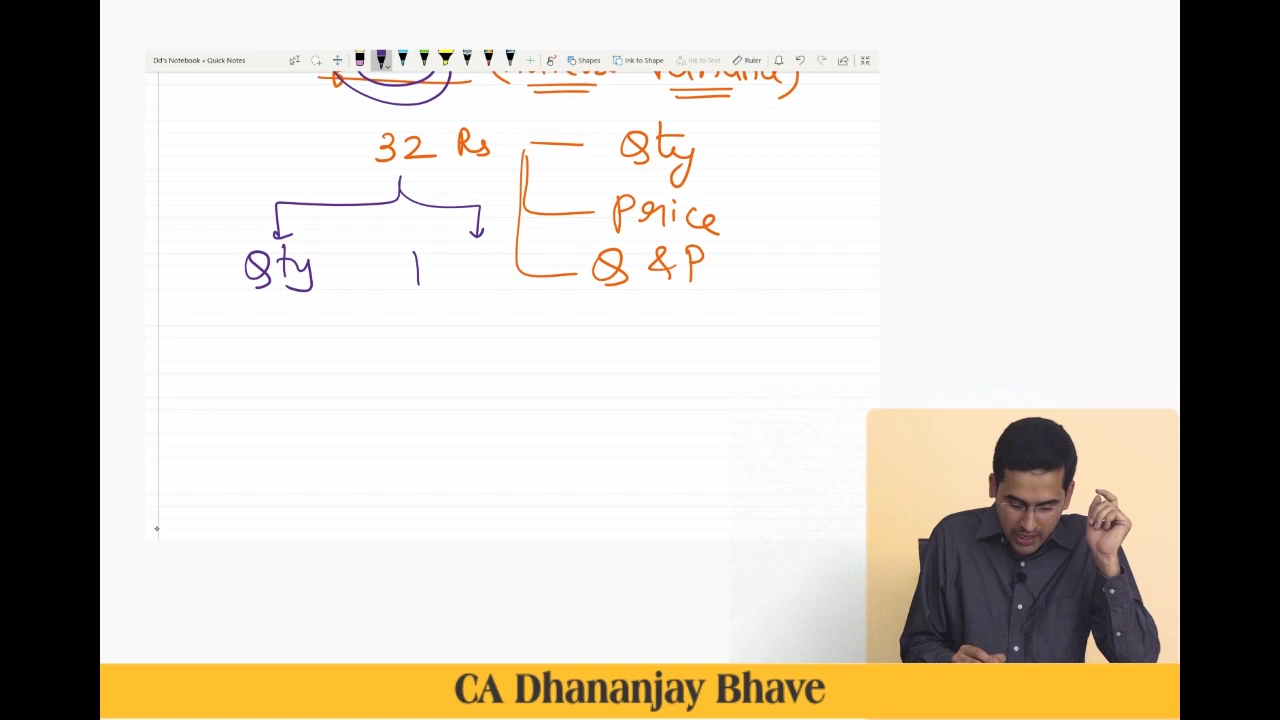 Dd's Notebook » Quick Notes
Shapes
Ink to Shape
Ink to Text
Ruler
32 Rs
Qty
Price
Q & P
Qty
CA Dhananjay Bhave